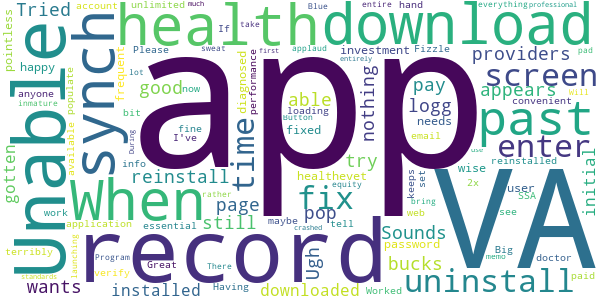 pointless
Tried
account
unlimited
much
If
take
Blue
entire
hand
everything
professional
download
Unable
synch
health
frequent
Please
sweat
first
applaud
investment
Fizzle
providers
pad
happy
lot
performance
now
screen
inmature
anyone
populate
good
diagnosed
able
loading
nothing
pay
appears
Will
convenient
app
bit
fine
I've
Button
fixed
logg
needs
email
past
enter
gotten
available
info
During
reinstall
time
healthevet
try
keeps
set
wise
user
use
reinstalled
2x
SSA
initial
When
page
pop
fix
maybe
equity
tell
web
bring
see
VA
work
essential
still
rather
crashed
application
Ugh
Sounds
password
Big
doctor
terribly
launching
Program
Great
There
record
bucks
memo
wants
standards
verify
installed
Having
downloaded
Worked
entirely
uninstall
paid